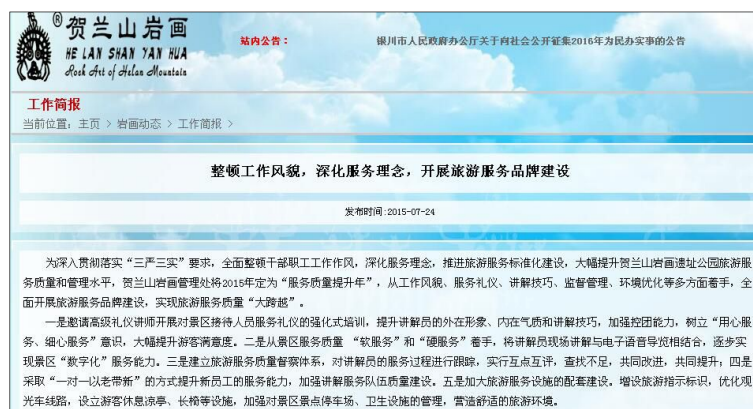 ®贺兰山岩画
HE LAN SHAN YAN HUA
Rock Art of Helan Mountain
站内公告：
银川市人民政府办公厅关于向社会公开征集2016年为民办实事的公告
工作简报
当前位置：主页 > 岩画动态 > 工作简报 >
整顿工作风貌，深化服务理念，开展旅游服务品牌建设
发布时间:2015-07-24
为深入贯彻落实“三严三实”要求，全面整顿干部职工工作作风，深化服务理念，推进旅游服务标准化建设，大幅提升贺兰山岩画遗址公园旅游服
务质量和管理水平，贺兰山岩画管理处将2015年定为“服务质量提升年”，从工作风貌、服务礼仪、讲解技巧、监督管理、环境优化等多方面着手，全
面开展旅游服务品牌建设，实现旅游服务质量“大跨越”。
一是邀请高级礼仪讲师开展对景区接待人员服务礼仪的强化式培训，提升讲解员的外在形象、内在气质和讲解技巧，加强控团能力，树立“用心服
务、细心服务”意识，大幅提升游客满意度。二是从景区服务质量 “软服务”和“硬服务”着手，将讲解员现场讲解与电子语音导览相结合，逐步实
现景区“数字化”服务能力。三是建立旅游服务质量督察体系，对讲解员的服务过程进行跟踪，实行互点互评，查找不足，共同改进，共同提升；四是
采取“一对一以老带新”的方式提升新员工的服务能力，加强讲解服务队伍质量建设。五是加大旅游服务设施的配套建设。增设旅游指示标识，优化观
光车线路，设立游客休息凉亭、长椅等设施，加强对景区景点停车场、卫生设施的管理，营造舒适的旅游环境。